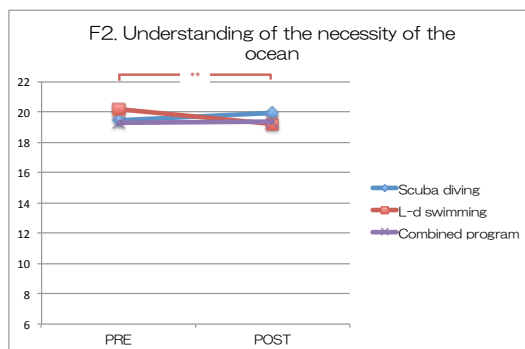 F2. Understanding of the necessity of the
ocean
**
22
20
18
16
14
12
10
8
6
PRE
POST
Scuba diving
L-d swimming
Combined program